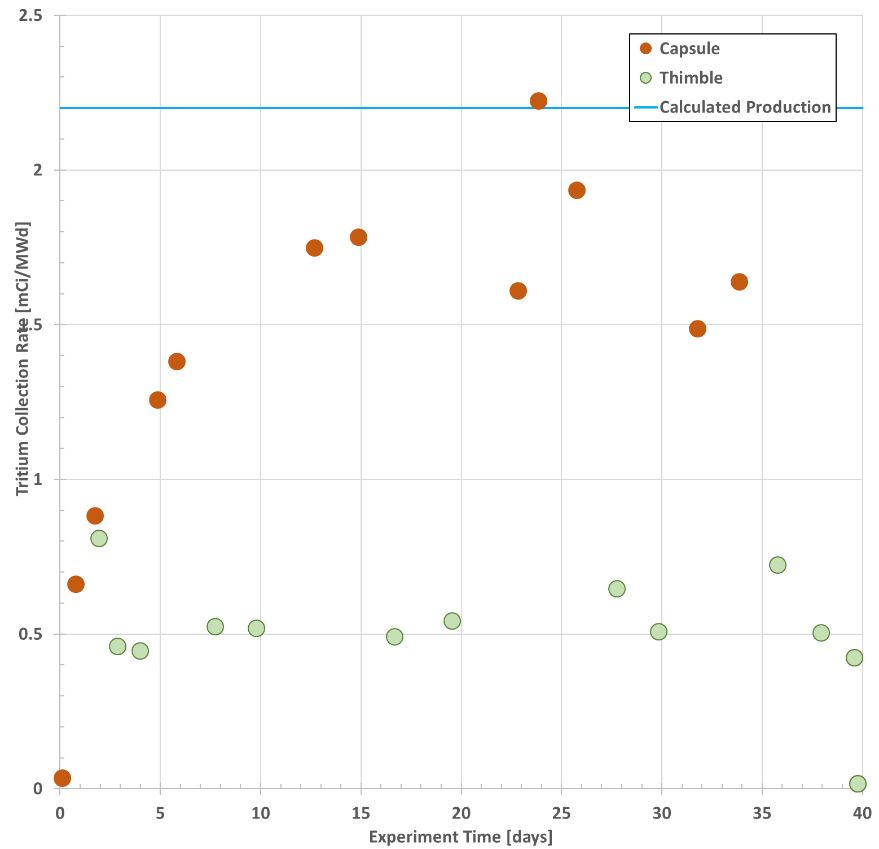 2.5
2
1.5
1
0.5
0
Tritium Collection Rate [mCi/MWd]
Capsule
Thimble
Calculated Production
0 5 10 15 20 25 30 35 40
Experiment Time [days]